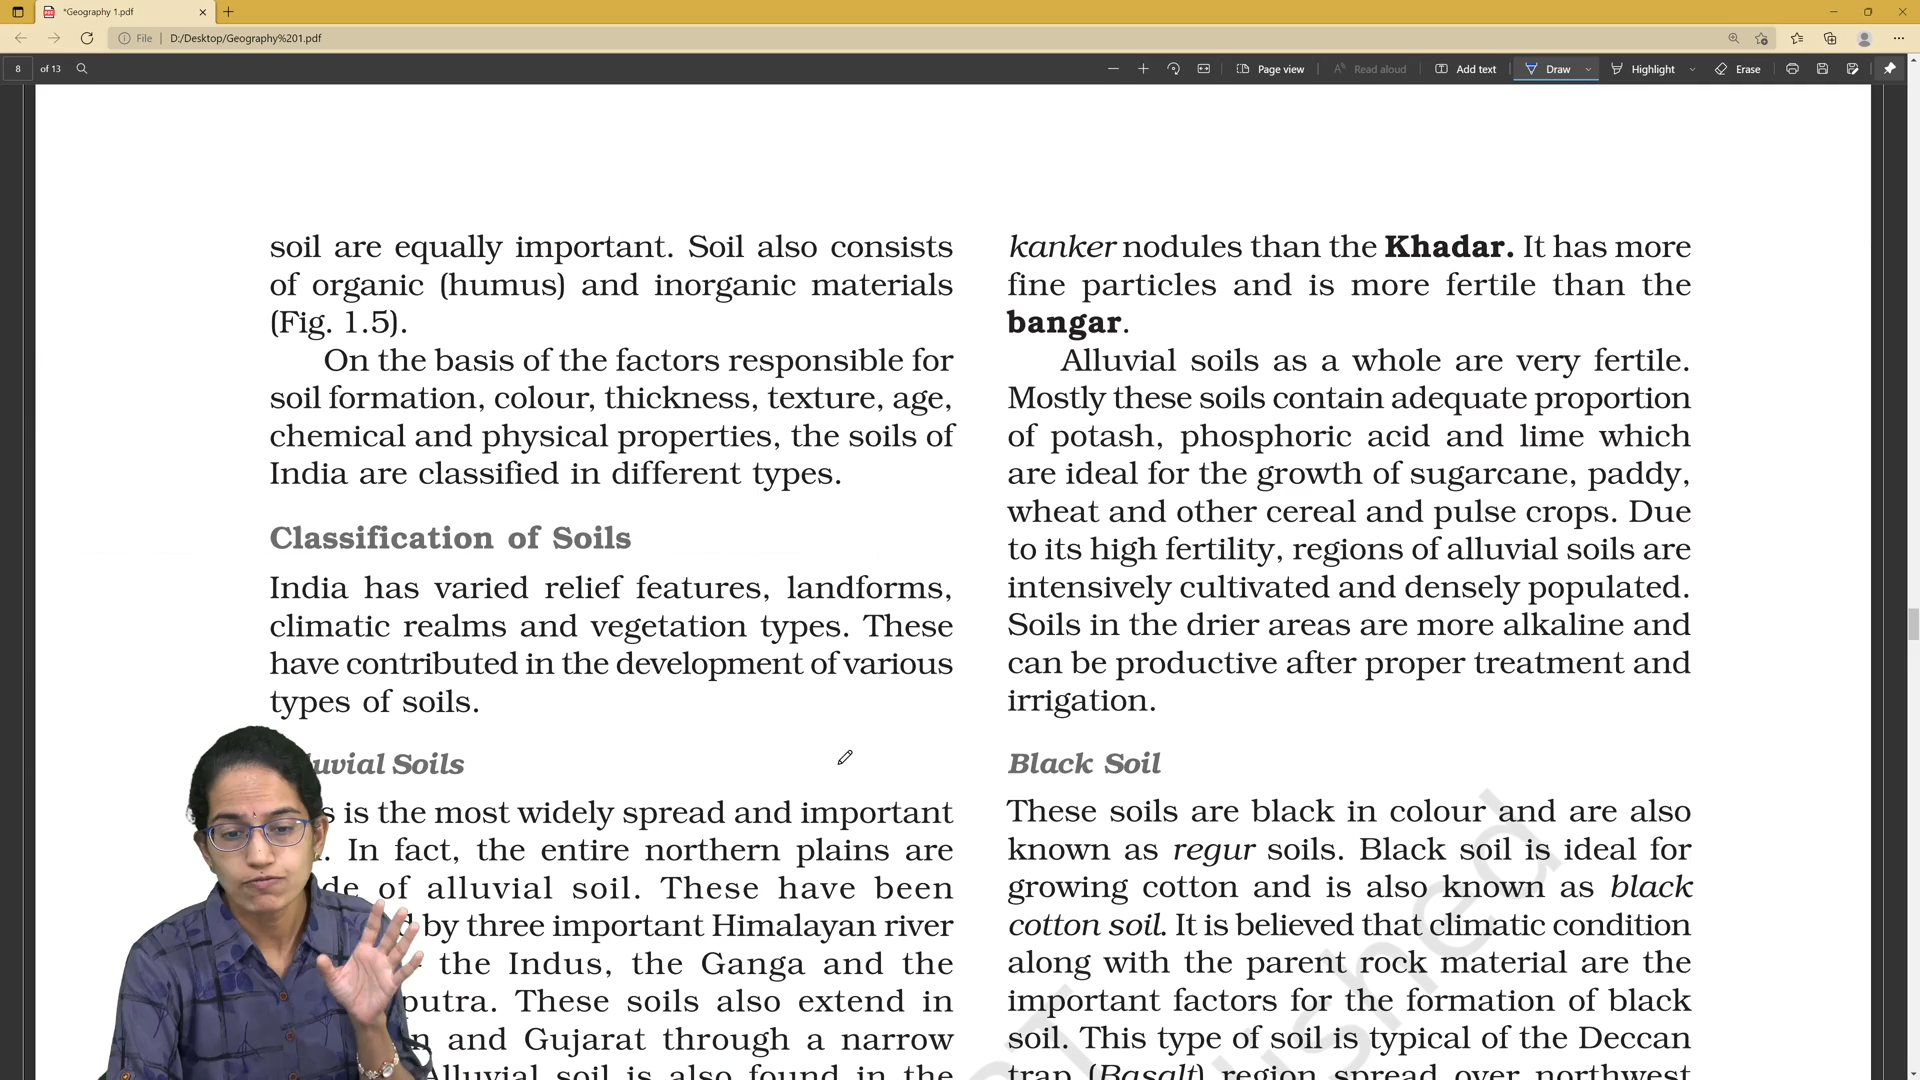 *Geography 1.pdf
File
D:/Desktop/Geography%201.pdf
8 of 13
Page view
Read aloud
Add text
Draw
Highlight
Erase
soil are equally important. Soil also consists
of organic (humus) and inorganic materials
(Fig. 1.5).
On the basis of the factors responsible for
soil formation, colour, thickness, texture, age,
chemical and physical properties, the soils of
India are classified in different types.
Classification of Soils
India has varied relief features, landforms,
climatic realms and vegetation types. These
have contributed in the development of various
types of soils.
Soils
is the most widely spread and important
In fact, the entire northern plains are
of alluvial soil. These have been
by three important Himalayan river
the Indus, the Ganga and the
These soils also extend in
and Gujarat through a narrow
Alluvial soil is also found in the
kanker nodules than the Khadar. It has more
fine particles and is more fertile than the
bangar.
Alluvial soils as a whole are very fertile.
Mostly these soils contain adequate proportion
of potash, phosphoric acid and lime which
are ideal for the growth of sugarcane, paddy,
wheat and other cereal and pulse crops. Due
to its high fertility, regions of alluvial soils are
intensively cultivated and densely populated.
Soils in the drier areas are more alkaline and
can be productive after proper treatment and
irrigation.
Black Soil
These soils are black in colour and are also
known as regur soils. Black soil is ideal for
growing cotton and is also known as black
cotton soil. It is believed that climatic condition
along with the parent rock material are the
important factors for the formation of black
soil. This type of soil is typical of the Deccan
trap (Basalt) region spread over northwest